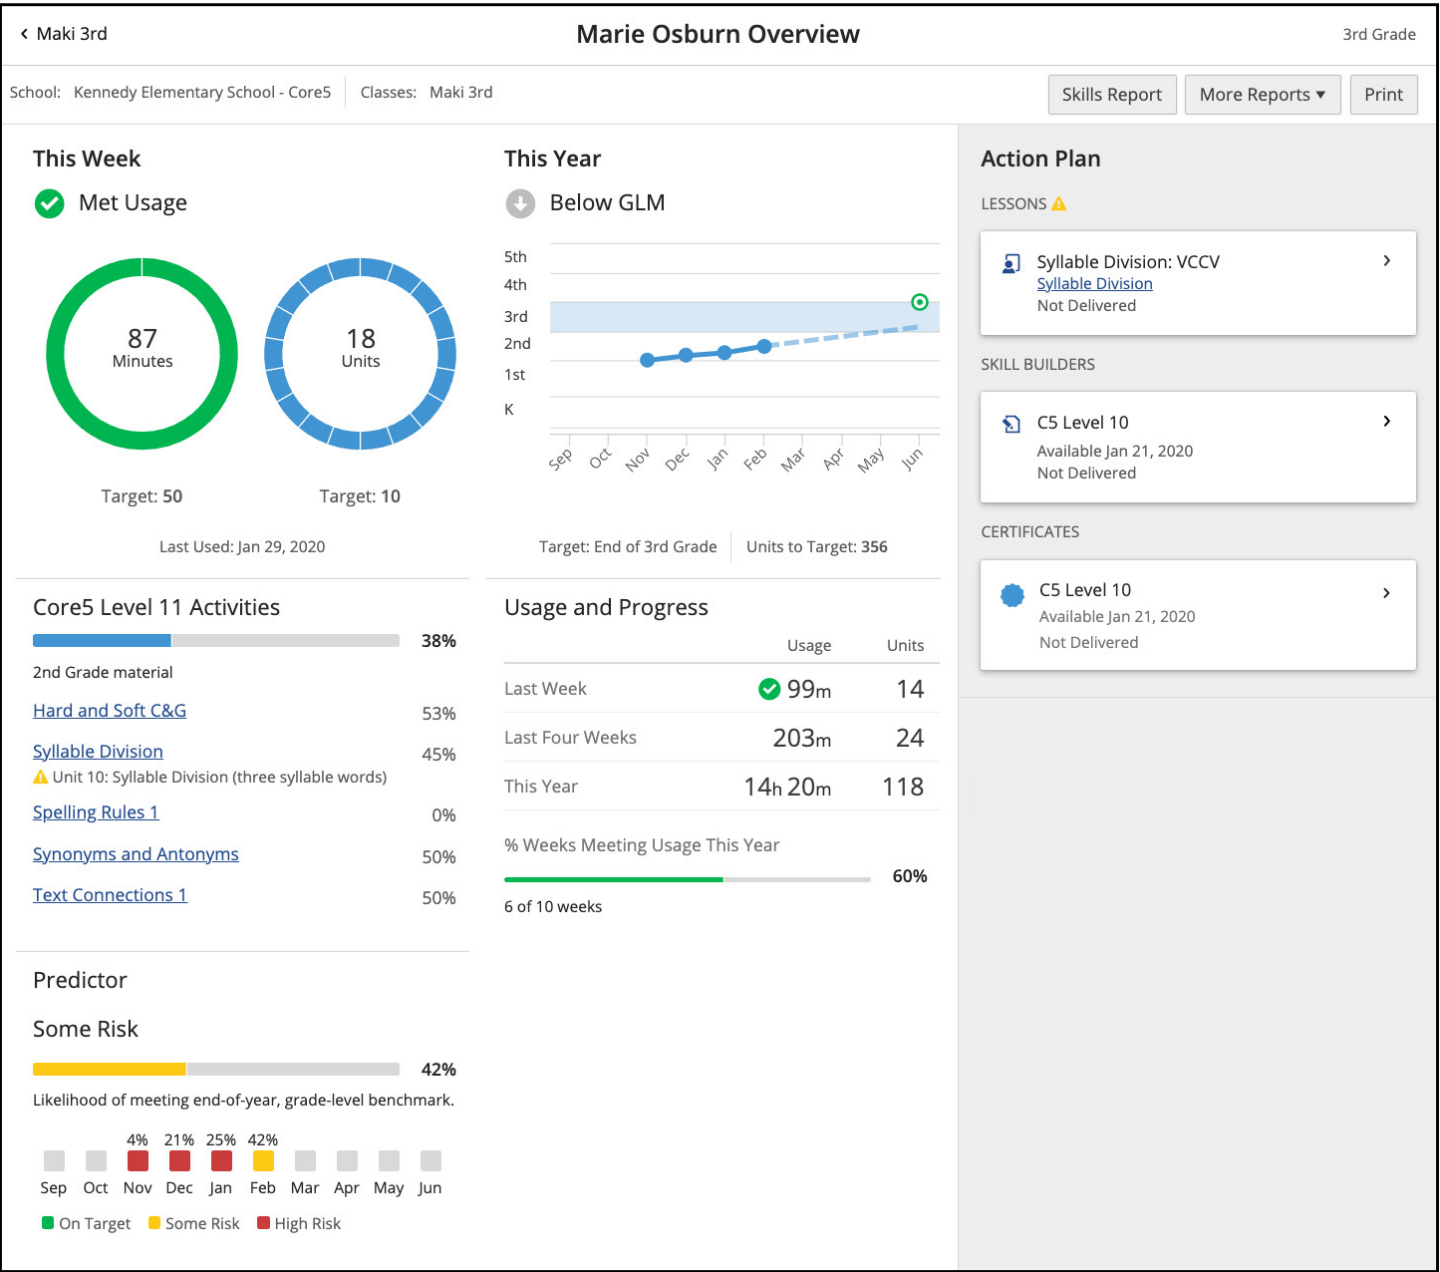 Maki 3rd
Marie Osburn Overview
3rd Grade
School: Kennedy Elementary School - Core5
Classes: Maki 3rd
Skills Report
More Reports
Print
This Week
Met Usage
87
Minutes
18
Units
Target: 50
Target: 10
Last Used: Jan 29, 2020
This Year
Below GLM
5th
4th
3rd
2nd
1st
K
Sep Oct Nov Dec Jan Feb Mar Apr May Jun
Target: End of 3rd Grade
Units to Target: 356
Core5 Level 11 Activities
38%
2nd Grade material
Hard and Soft C&G 53%
Syllable Division 45%
Unit 10: Syllable Division (three syllable words)
Spelling Rules 1 0%
Synonyms and Antonyms 50%
Text Connections 1 50%
Usage and Progress
Usage Units
Last Week 99m 14
Last Four Weeks 203m 24
This Year 14h 20m 118
% Weeks Meeting Usage This Year
60%
6 of 10 weeks
Predictor
Some Risk
42%
Likelihood of meeting end-of-year, grade-level benchmark.
4% 21% 25% 42%
Sep Oct Nov Dec Jan Feb Mar Apr May Jun
On Target Some Risk High Risk
Action Plan
LESSONS
Syllable Division: VCCV
Syllable Division
Not Delivered
SKILL BUILDERS
C5 Level 10
Available Jan 21, 2020
Not Delivered
CERTIFICATES
C5 Level 10
Available Jan 21, 2020
Not Delivered